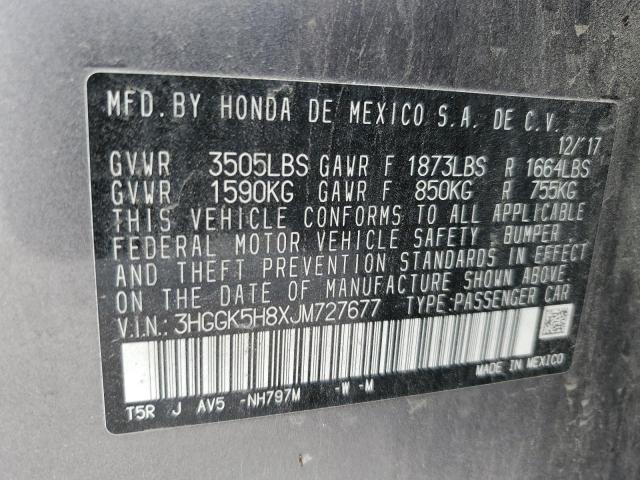 MFD. BY HONDA DE MEXICO S.A. DE C.V.
12/'17
GVWR 3505LBS GAWR F 1873LBS R 1664LBS
GVWR 1590KG GAWR F 850KG R 755KG
THIS VEHICLE CONFORMS TO ALL APPLICABLE
FEDERAL MOTOR VEHICLE SAFETY, BUMPER,
AND THEFT PREVENTION STANDARDS IN EFFECT
ON THE DATE OF MANUFACTURE SHOWN ABOVE.
V.I.N.: 3HGGK5H8XJM727677 TYPE:PASSENGER CAR
MADE IN MEXICO
T5R J AV5 -NH797M -W -M